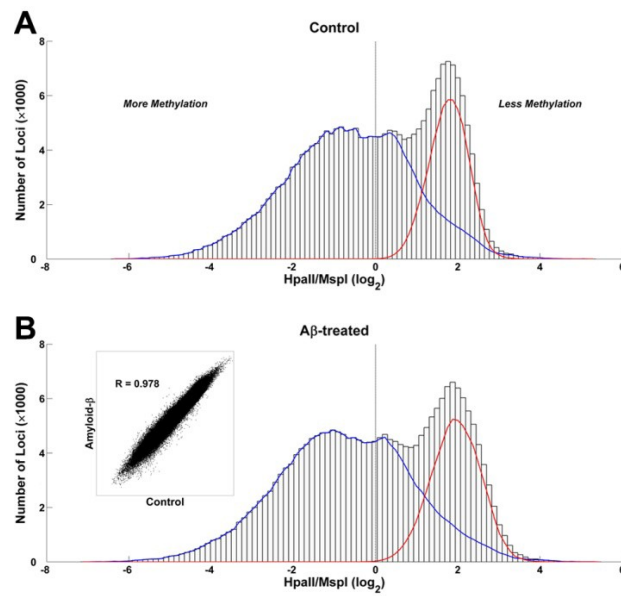 A
Control
8
6
4
2
0
Number of Loci (×1000)
More Methylation
Less Methylation
-8 -6 -4 -2 0 2 4 6
HpaII/MspI (log2)
B
Aβ-treated
8
6
4
2
0
Number of Loci (×1000)
R = 0.978
Amyloid-β
Control
-8 -6 -4 -2 0 2 4 6
HpaII/MspI (log2)